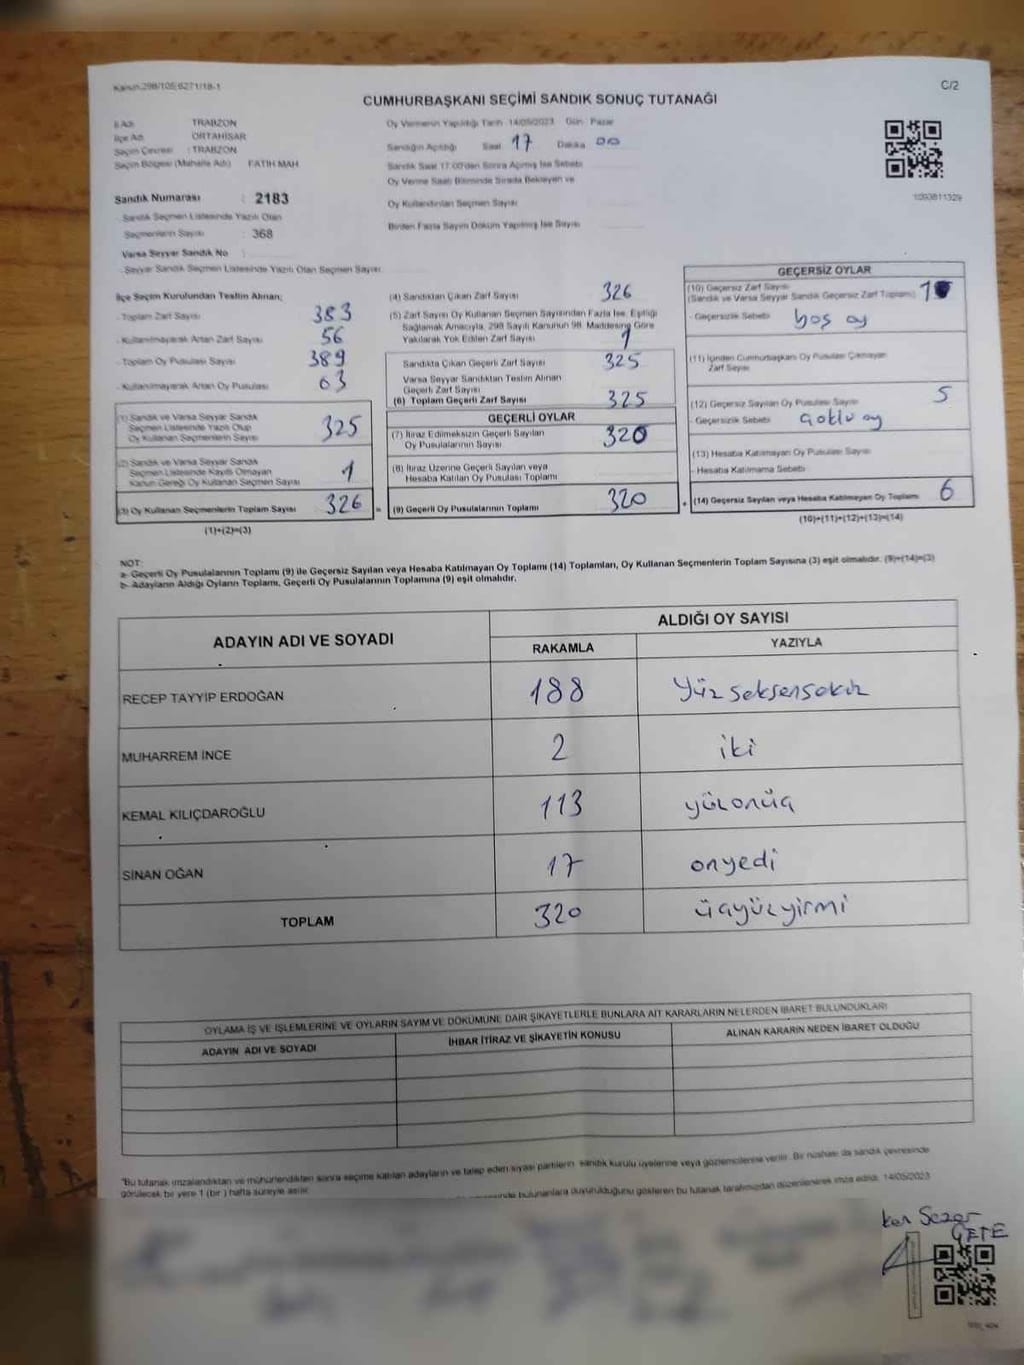 Kanun:298/105;6271/18-1
C/2
CUMHURBAŞKANI SEÇİMİ SANDIK SONUÇ TUTANAĞI
İl Adı TRABZON
İlçe Adı ORTAHİSAR
Seçim Çevresi : TRABZON
Seçim Bölgesi (Mahalle Adı) FATİH MAH
Sandık Numarası : 2183
- Sandık Seçmen Listesinde Yazılı Olan
Seçmenlerin Sayısı : 368
Varsa Seyyar Sandık No :
- Seyyar Sandık Seçmen Listesinde Yazılı Olan Seçmen Sayısı
Oy Vermenin Yapıldığı Tarih 14/05/2023 Gün Pazar
Sandığın Açıldığı Saat 17 Dakika 00
Sandık Saat 17:00'den Sonra Açılmış İse Sebebi
Oy Verme Saati Bitiminde Sırada Bekleyen ve
Oy Kullandırılan Seçmen Sayısı
Birden Fazla Sayım Döküm Yapılmış İse Sayısı
1093811329
İlçe Seçim Kurulundan Teslim Alınan;
- Toplam Zarf Sayısı 383
- Kullanılmayarak Artan Zarf Sayısı 56
- Toplam Oy Pusulası Sayısı 389
- Kullanılmayarak Artan Oy Pusulası 63
(1) Sandık ve Varsa Seyyar Sandık
Seçmen Listesinde Yazılı Olup
Oy Kullanan Seçmenlerin Sayısı 325
(2) Sandık ve Varsa Seyyar Sandık
Seçmen Listesinde Kayıtlı Olmayan
Kanun Gereği Oy Kullanan Seçmen Sayısı 1
(3) Oy Kullanan Seçmenlerin Toplam Sayısı 326 =
(1)+(2)=(3)
(4) Sandıktan Çıkan Zarf Sayısı 326
(5) Zarf Sayısı Oy Kullanan Seçmen Sayısından Fazla İse, Eşitliği
Sağlamak Amacıyla, 298 Sayılı Kanunun 98. Maddesine Göre
Yakılarak Yok Edilen Zarf Sayısı 1
Sandıkta Çıkan Geçerli Zarf Sayısı 325
Varsa Seyyar Sandıktan Teslim Alınan
Geçerli Zarf Sayısı
(6) Toplam Geçerli Zarf Sayısı 325
GEÇERLİ OYLAR
(7) İtiraz Edilmeksizin Geçerli Sayılan
Oy Pusulalarının Sayısı 320
(8) İtiraz Üzerine Geçerli Sayılan veya
Hesaba Katılan Oy Pusulası Toplamı
(9) Geçerli Oy Pusulalarının Toplamı 320 +
GEÇERSİZ OYLAR
(10) Geçersiz Zarf Sayısı
(Sandık ve Varsa Seyyar Sandık Geçersiz Zarf Toplamı) 1
- Geçersizlik Sebebi boş oy
(11) İçinden Cumhurbaşkanı Oy Pusulası Çıkmayan
Zarf Sayısı
(12) Geçersiz Sayılan Oy Pusulası Sayısı 5
- Geçersizlik Sebebi çoklu oy
(13) Hesaba Katılmayan Oy Pusulası Sayısı
- Hesaba Katılmama Sebebi
(14) Geçersiz Sayılan veya Hesaba Katılmayan Oy Toplamı 6
(10)+(11)+(12)+(13)=(14)
NOT:
a- Geçerli Oy Pusulalarının Toplamı (9) ile Geçersiz Sayılan veya Hesaba Katılmayan Oy Toplamı (14) Toplamları, Oy Kullanan Seçmenlerin Toplam Sayısına (3) eşit olmalıdır. (9)+(14)=(3)
b- Adayların Aldığı Oyların Toplamı, Geçerli Oy Pusulalarının Toplamına (9) eşit olmalıdır.
ADAYIN ADI VE SOYADI
ALDIĞI OY SAYISI
RAKAMLA YAZIYLA
RECEP TAYYİP ERDOĞAN 188 Yüz seksensekiz
MUHARREM İNCE 2 iki
KEMAL KILIÇDAROĞLU 113 yüzonüç
SİNAN OĞAN 17 onyedi
TOPLAM 320 üçyüzyirmi
OYLAMA İŞ VE İŞLEMLERİNE VE OYLARIN SAYIM VE DÖKÜMÜNE DAİR ŞİKAYETLERLE BUNLARA AİT KARARLARIN NELERDEN İBARET BULUNDUKLARI
ADAYIN ADI VE SOYADI İHBAR İTİRAZ VE ŞİKAYETİN KONUSU ALINAN KARARIN NEDEN İBARET OLDUĞU
"Bu tutanak imzalandıktan ve mühürlendikten sonra seçime katılan adayların ve talep eden siyasi partilerin sandık kurulu üyelerine veya gözlemcilerine verilir. Bir nüshası da sandık çevresinde
görülecek bir yere 1 (bir) hafta süreyle asılır.
bulunanlara duyurulduğunu gösteren bu tutanak tarafımızdan düzenlenerek imza edildi. 14/05/2023